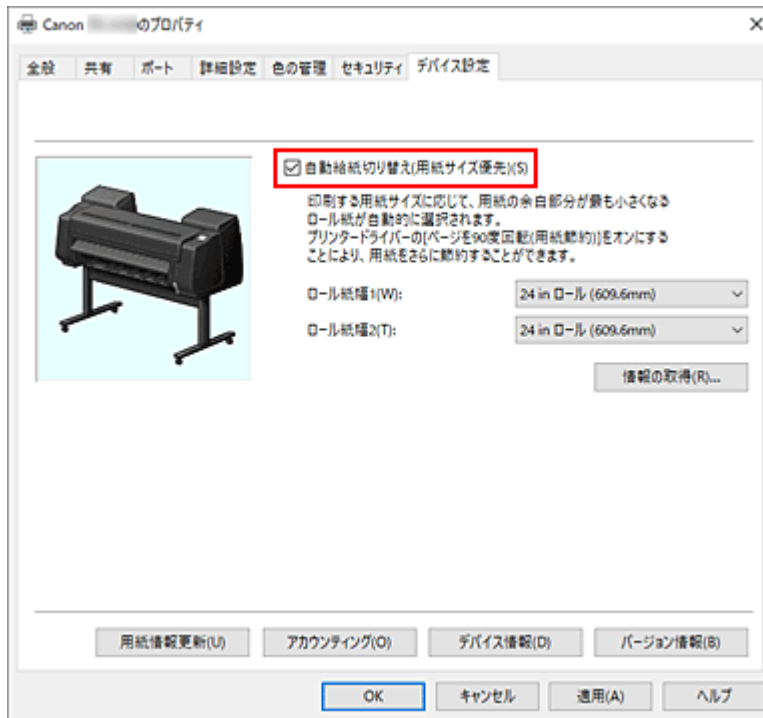 Canon のプロパティ
全般 共有 ポート 詳細設定 色の管理 セキュリティ デバイス設定
自動給紙切り替え(用紙サイズ優先)(S)
印刷する用紙サイズに応じて、用紙の余白部分が最も小さくなる
ロール紙が自動的に選択されます。
プリンタードライバーの[ページを90度回転(用紙節約)]をオンにする
ことにより、用紙をさらに節約することができます。
ロール紙幅1(W): 24 in ロール (609.6mm)
ロール紙幅2(T): 24 in ロール (609.6mm)
情報の取得(R)...
用紙情報更新(U) アカウンティング(O) デバイス情報(D) バージョン情報(B)
OK キャンセル 適用(A) ヘルプ